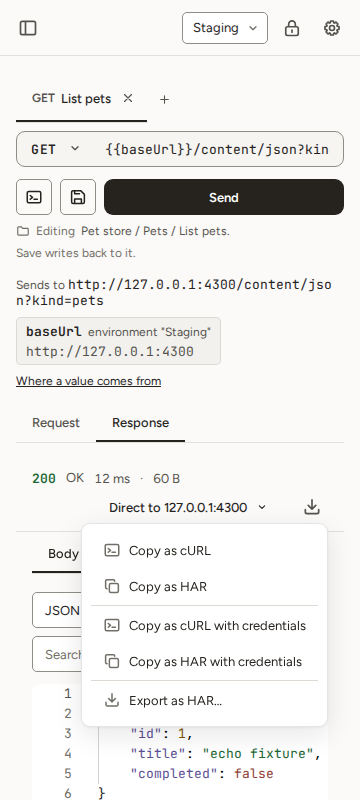 Staging
GET List pets
GET {{baseUrl}}/content/json?kin
Send
Editing Pet store / Pets / List pets.
Save writes back to it.
Sends to http://127.0.0.1:4300/content/jso
n?kind=pets
baseUrl environment "Staging"
http://127.0.0.1:4300
Where a value comes from
Request Response
200 OK 12 ms · 60 B
Direct to 127.0.0.1:4300
Body
Copy as cURL
Copy as HAR
JSON
Copy as cURL with credentials
Search
Copy as HAR with credentials
1
Export as HAR...
2
3 "id": 1,
4 "title": "echo fixture",
5 "completed": false
6 }